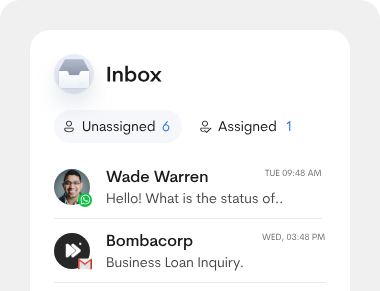 Inbox
Unassigned 6 Assigned 1
Wade Warren TUE 09:48 AM
Hello! What is the status of..
Bombacorp WED, 03:48 PM
Business Loan Inquiry.